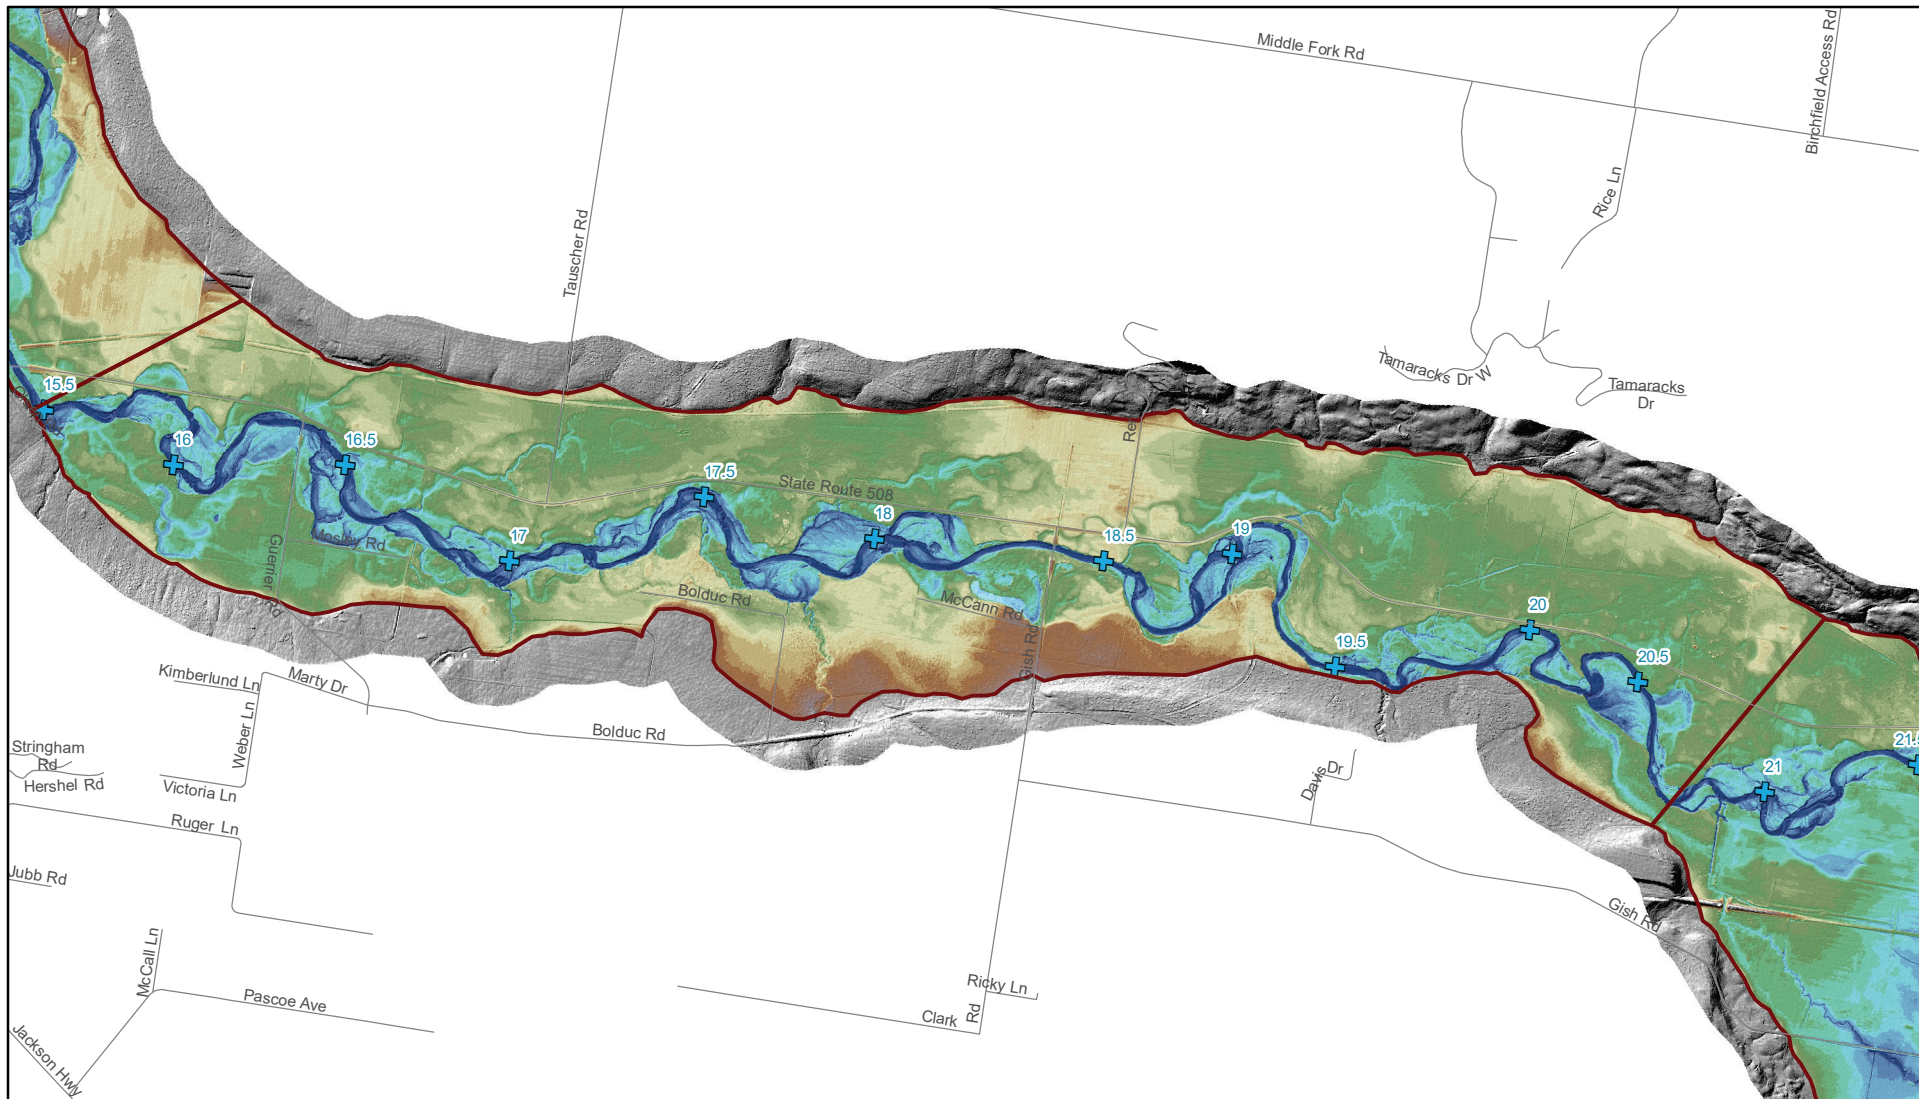 Middle Fork Rd
Birchfield Access Rd
Rice Ln
Tauscher Rd
Tamaracks Dr W
Tamaracks
Dr
15.5
16
16.5
17
17.5
18
18.5
19
19.5
20
20.5
21
State Route 508
Mosley Rd
Guerrier Rd
Bolduc Rd
McCann Rd
Gish Rd
Kimberlund Ln
Marty Dr
Weber Ln
Bolduc Rd
Stringham
Rd
Hershel Rd
Victoria Ln
Davis Dr
Ruger Ln
Jubb Rd
Gish Rd
McCall Ln
Pascoe Ave
Ricky Ln
Clark Rd
Jackson Hwy